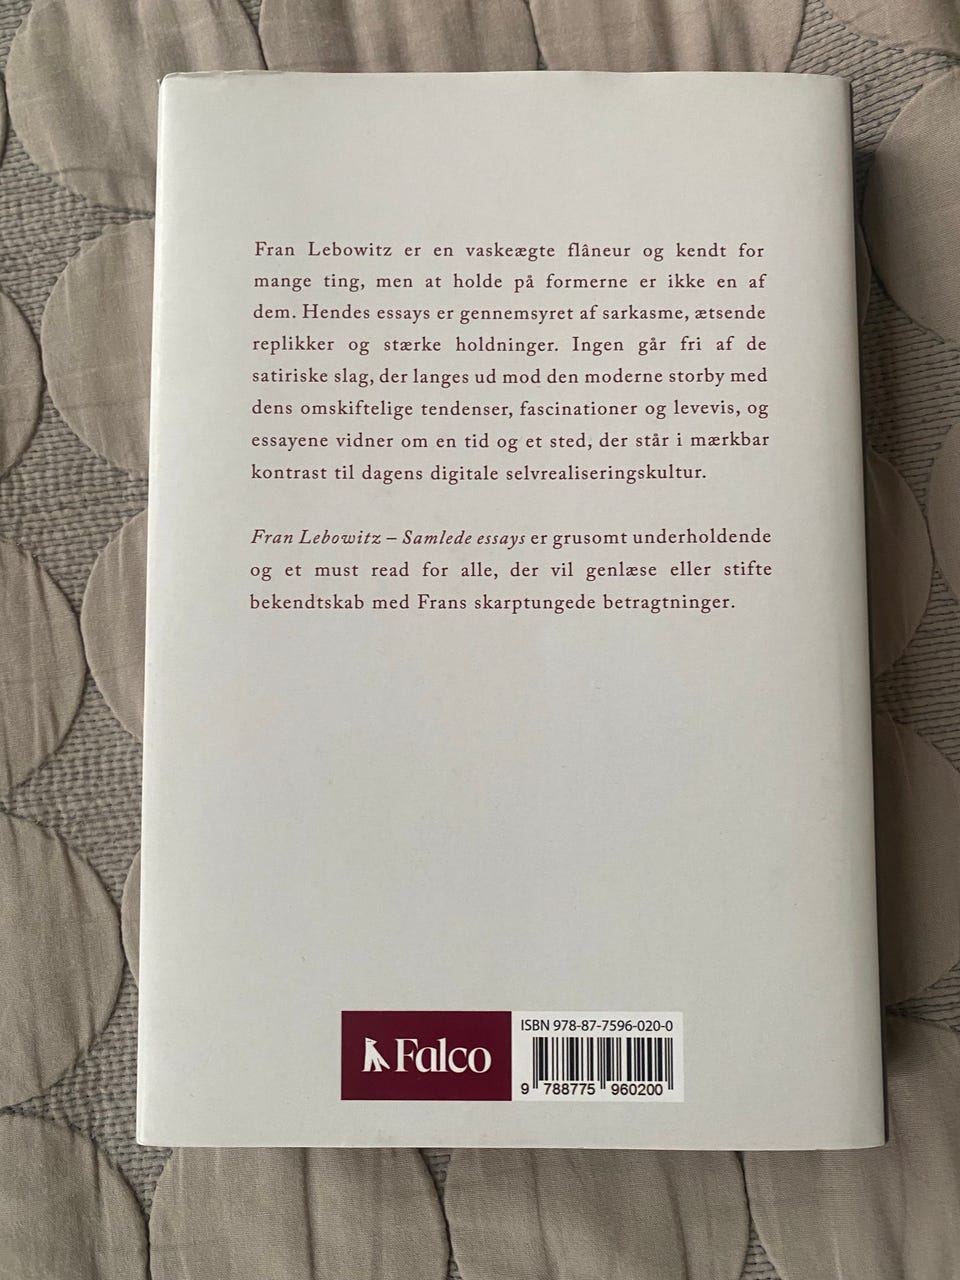 Fran Lebowitz er en vaskeægte flâneur og kendt for
mange ting, men at holde på formerne er ikke en af
dem. Hendes essays er gennemsyret af sarkasme, ætsende
replikker og stærke holdninger. Ingen går fri af de
satiriske slag, der langes ud mod den moderne storby med
dens omskiftelige tendenser, fascinationer og levevis, og
essayene vidner om en tid og et sted, der står i mærkbar
kontrast til dagens digitale selvrealiseringskultur.
Fran Lebowitz – Samlede essays er grusomt underholdende
og et must read for alle, der vil genlæse eller stifte
bekendtskab med Frans skarptungede betragtninger.
Falco
ISBN 978-87-7596-020-0
9 788775 960200